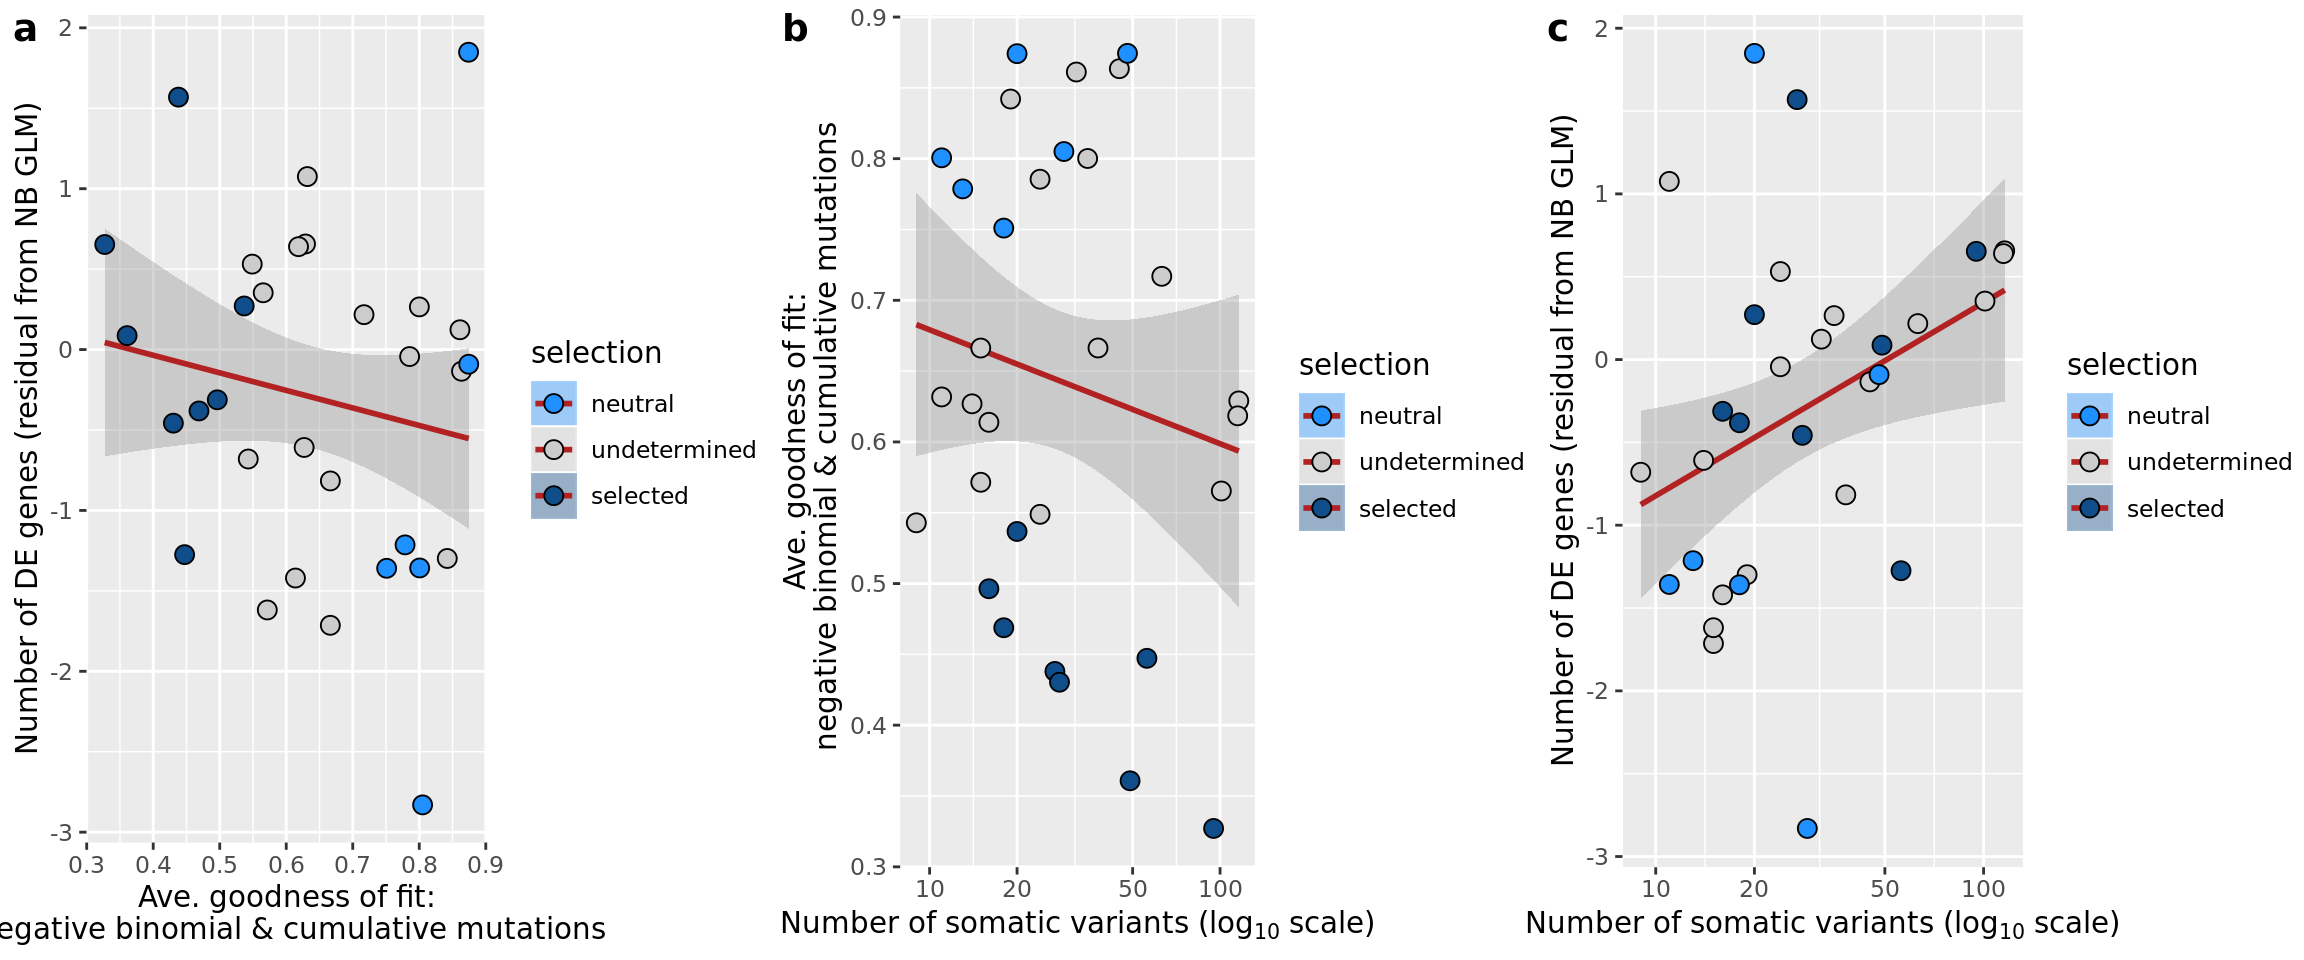 a
2
1
0
-1
-2
-3
Number of DE genes (residual from NB GLM)
0.3 0.4 0.5 0.6 0.7 0.8 0.9
Ave. goodness of fit:
egative binomial & cumulative mutations
selection
neutral
undetermined
selected
b
0.9
0.8
0.7
0.6
0.5
0.4
0.3
Ave. goodness of fit:
negative binomial & cumulative mutations
10 20 50 100
Number of somatic variants (log10 scale)
selection
neutral
undetermined
selected
c
2
1
0
-1
-2
-3
Number of DE genes (residual from NB GLM)
10 20 50 100
Number of somatic variants (log10 scale)
selection
neutral
undetermined
selected